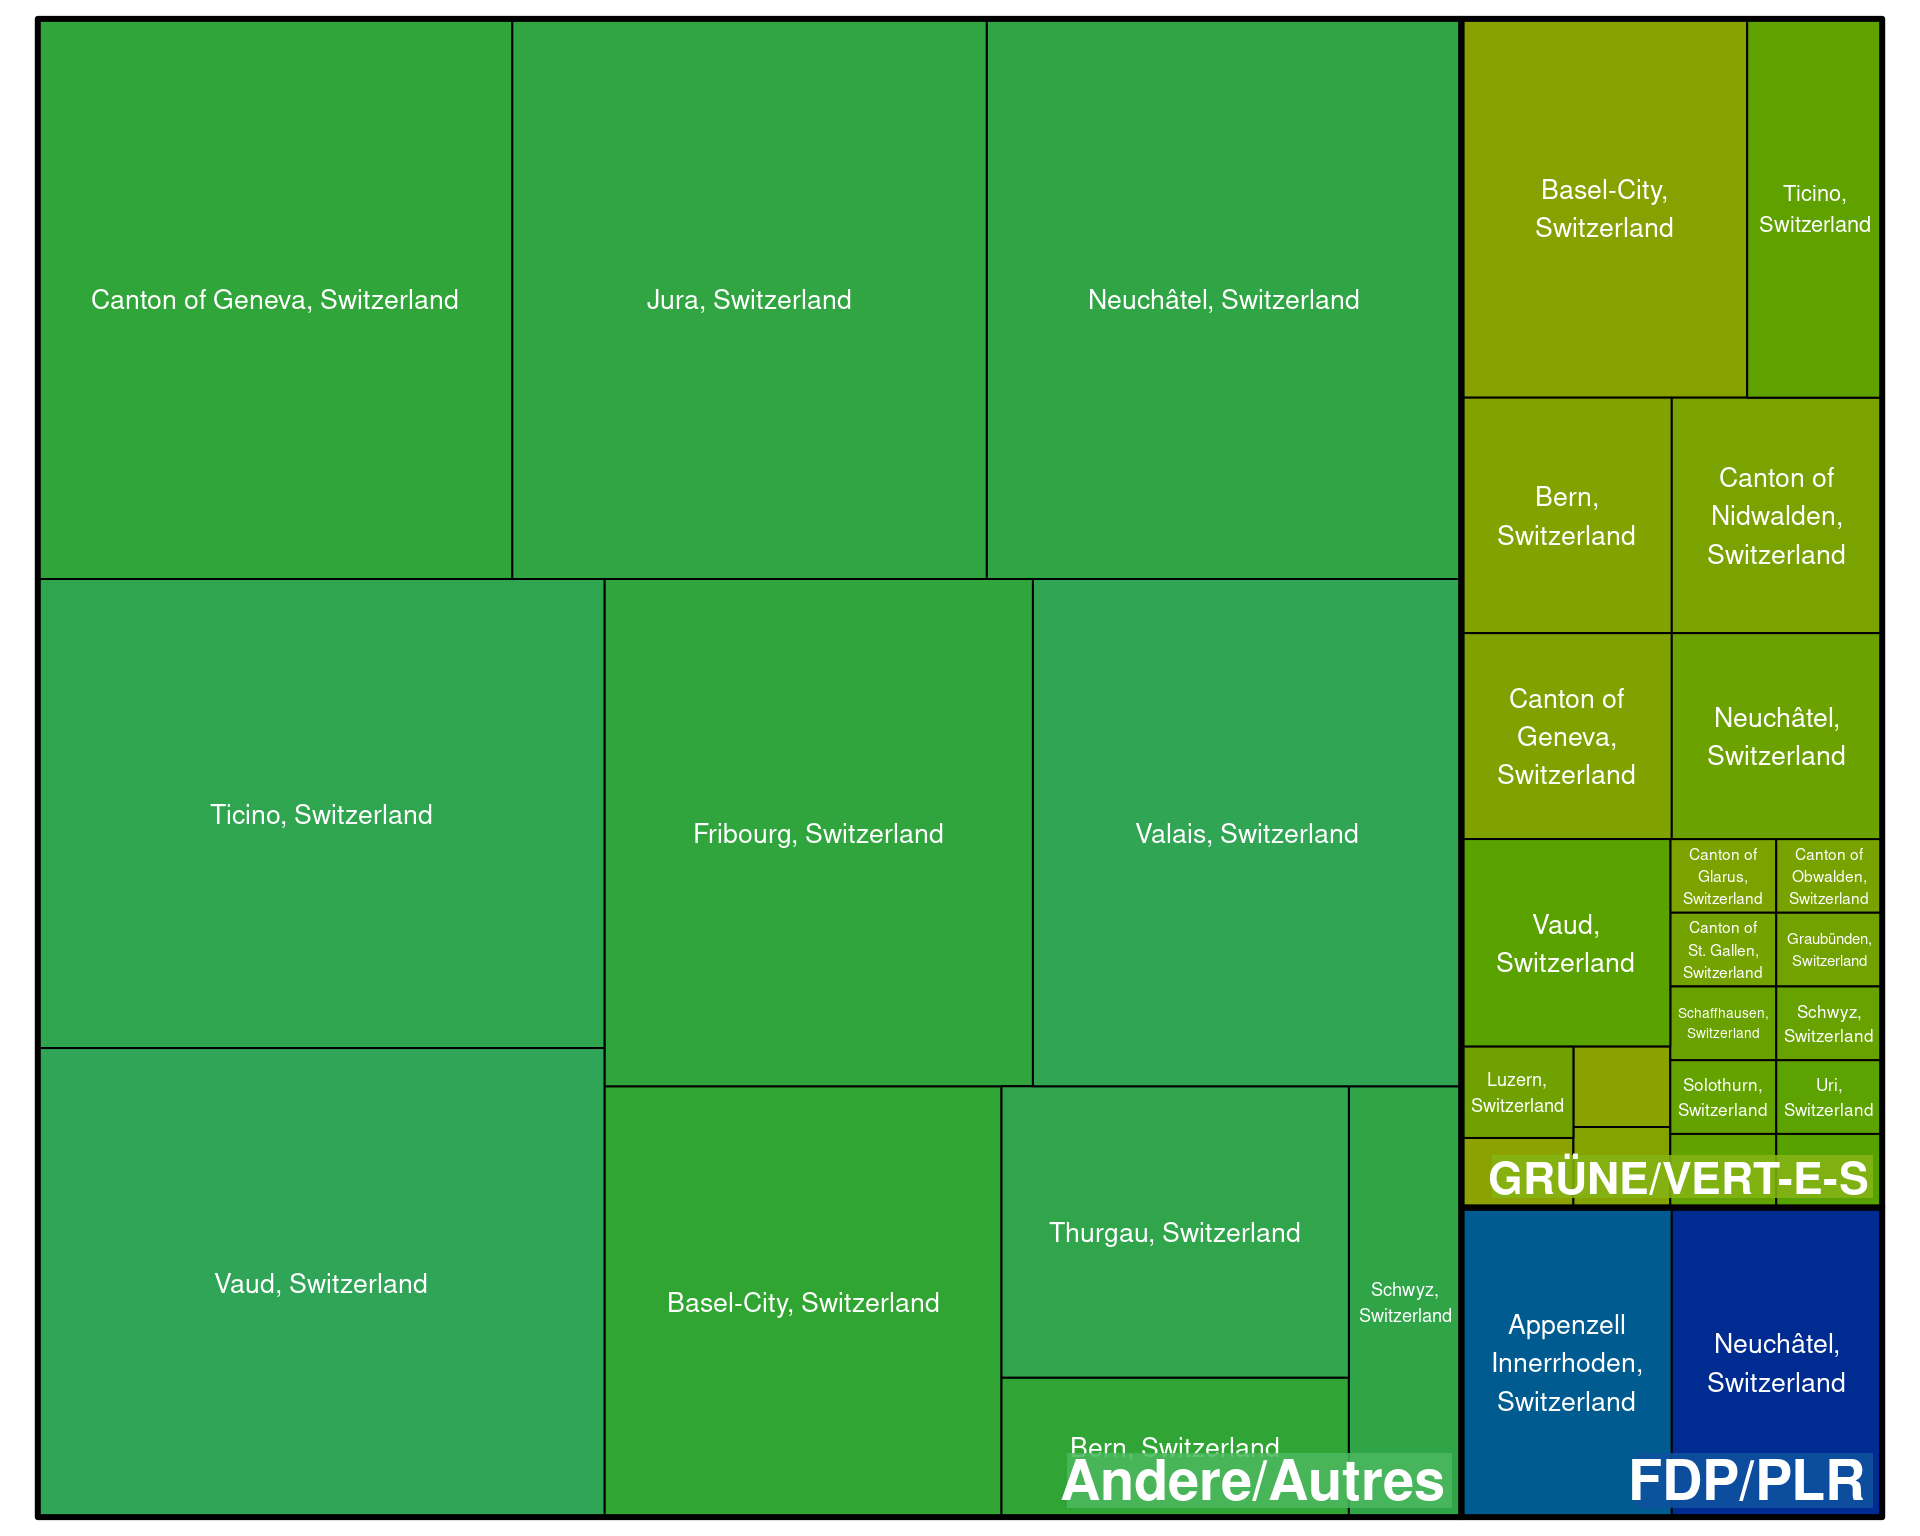 Canton of Geneva, Switzerland
Jura, Switzerland
Neuchâtel, Switzerland
Ticino, Switzerland
Fribourg, Switzerland
Valais, Switzerland
Vaud, Switzerland
Basel-City, Switzerland
Thurgau, Switzerland
Schwyz,
Switzerland
Bern, Switzerland
Andere/Autres
Basel-City,
Switzerland
Ticino,
Switzerland
Bern,
Switzerland
Canton of
Nidwalden,
Switzerland
Canton of
Geneva,
Switzerland
Neuchâtel,
Switzerland
Vaud,
Switzerland
Canton of
Glarus,
Switzerland
Canton of
Obwalden,
Switzerland
Canton of
St. Gallen,
Switzerland
Graubünden,
Switzerland
Schaffhausen,
Switzerland
Schwyz,
Switzerland
Luzern,
Switzerland
Solothurn,
Switzerland
Uri,
Switzerland
GRÜNE/VERT-E-S
Appenzell
Innerrhoden,
Switzerland
Neuchâtel,
Switzerland
FDP/PLR